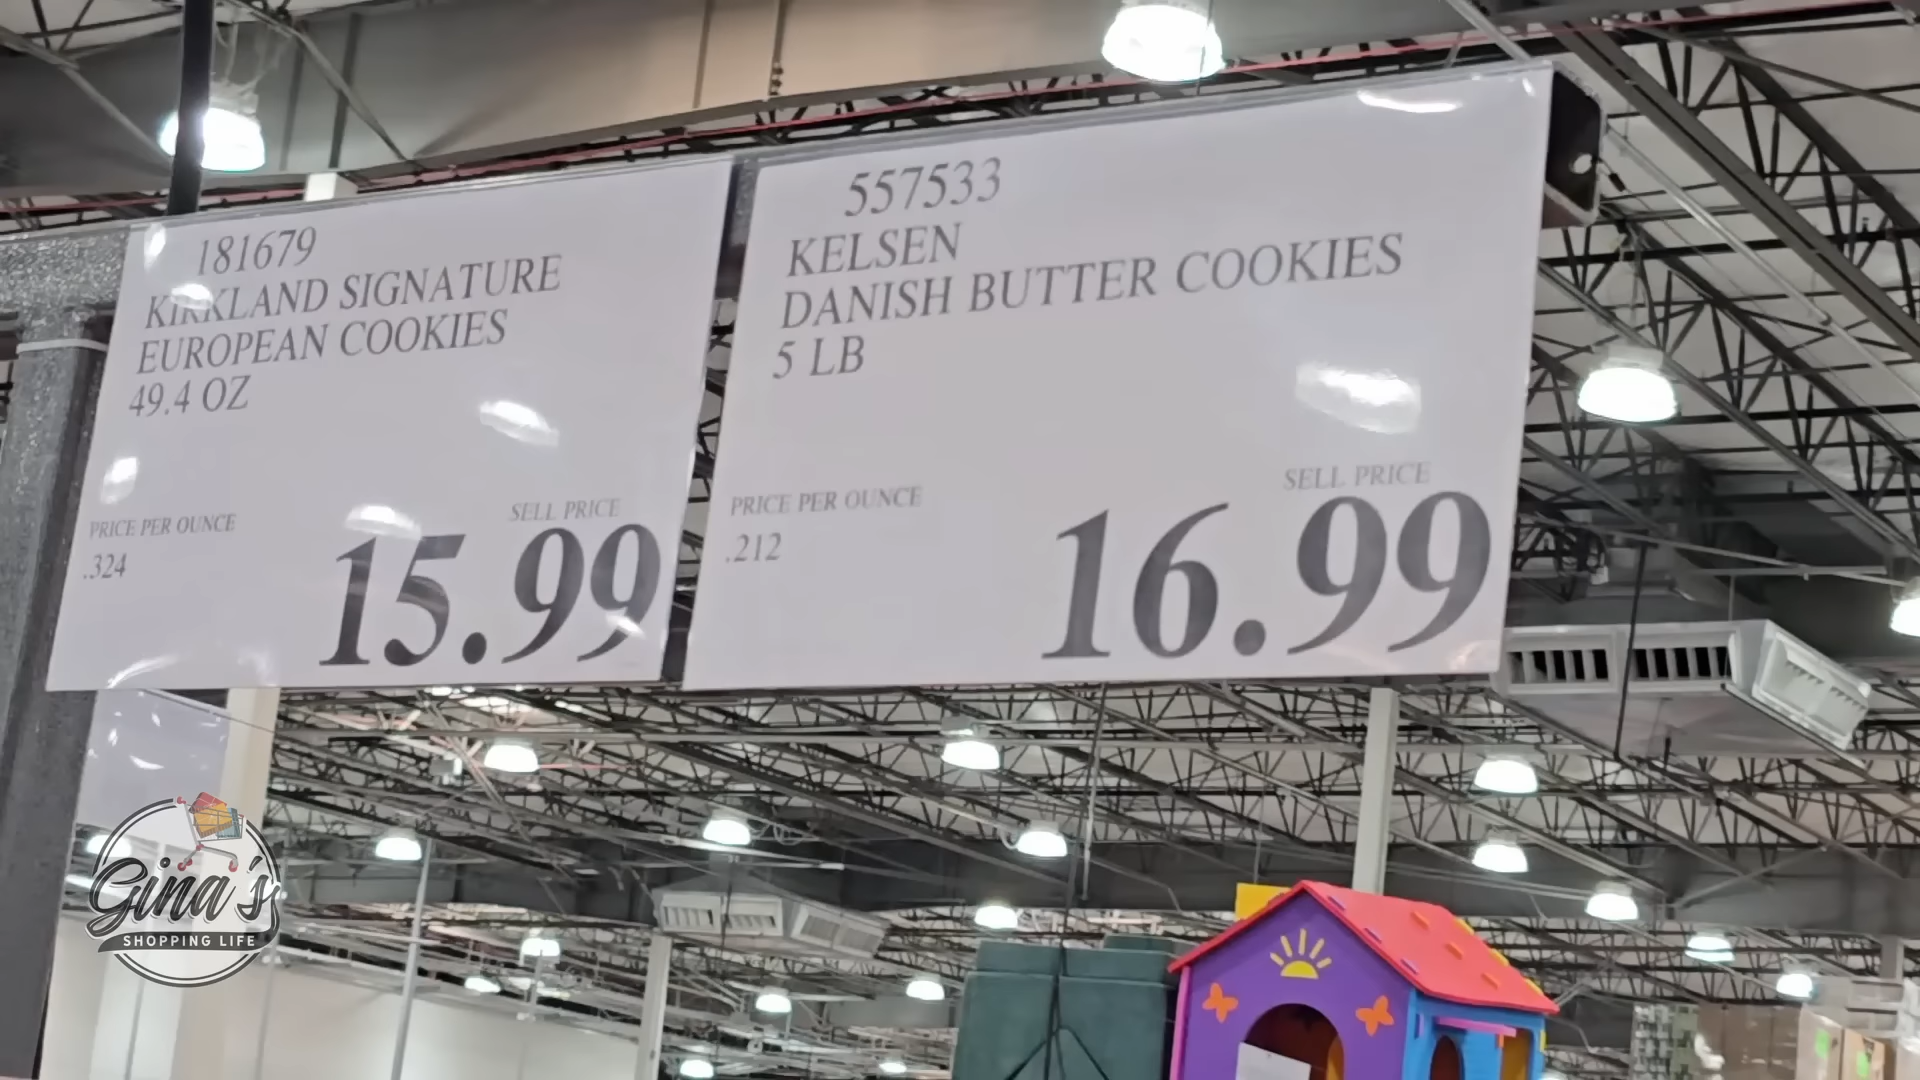 181679
KIRKLAND SIGNATURE
EUROPEAN COOKIES
49.4 OZ
PRICE PER OUNCE
.324
SELL PRICE
15.99
557533
KELSEN
DANISH BUTTER COOKIES
5 LB
PRICE PER OUNCE
.212
SELL PRICE
16.99
Gina's
SHOPPING LIFE